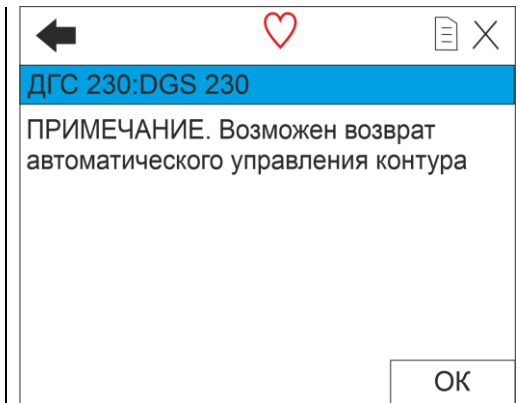 ДГС 230:DGS 230
ПРИМЕЧАНИЕ. Возможен возврат
автоматического управления контура
ОК